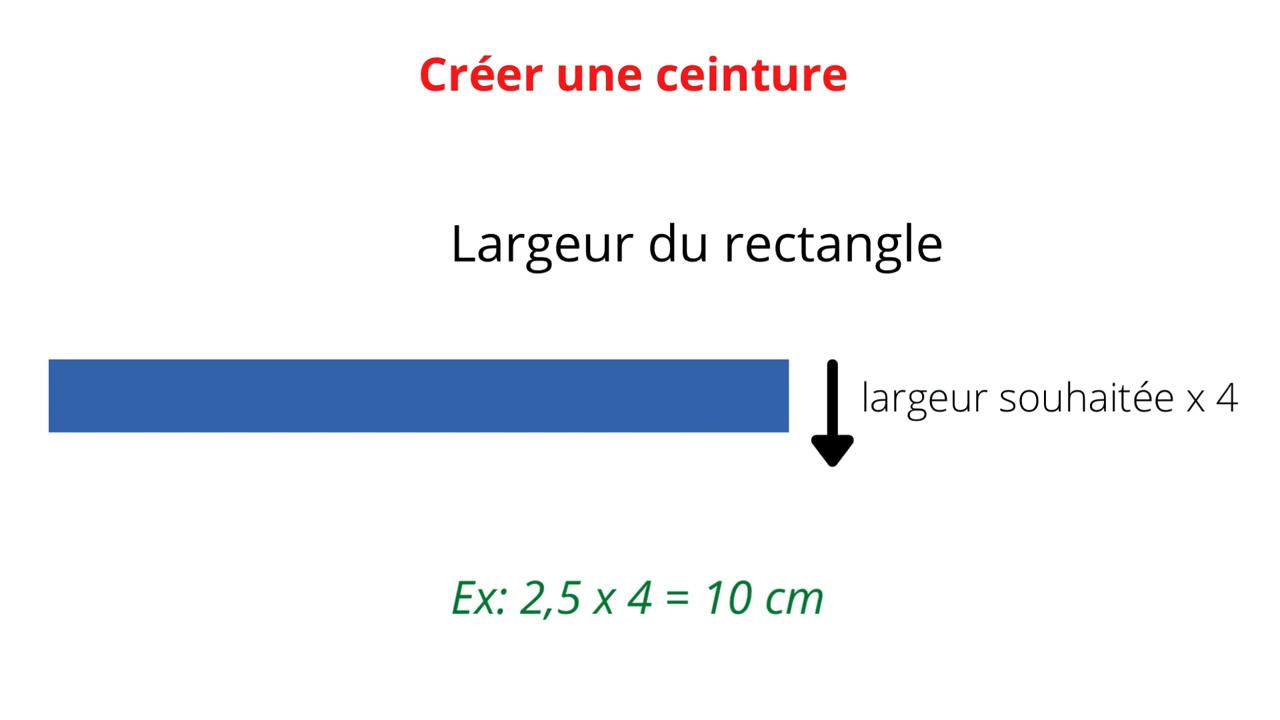 Créer une ceinture
Largeur du rectangle
largeur souhaitée x 4
Ex: 2,5 x 4 = 10 cm